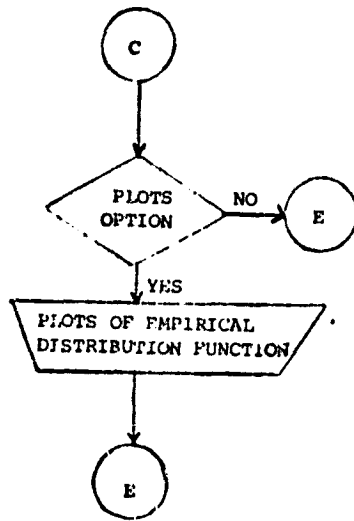 C
PLOTS
OPTION
NO
E
YES
PLOTS OF EMPIRICAL
DISTRIBUTION FUNCTION
E